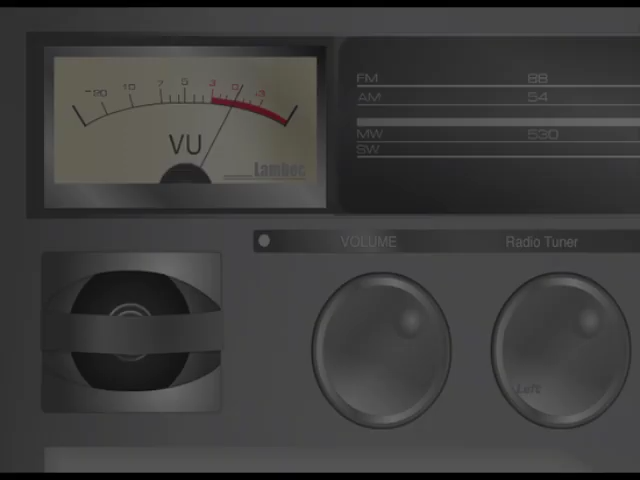 -20 10 7 5 3 0 +3
VU
Lambec
FM 88
AM 54
MW 530
SW
VOLUME Radio Tuner
Left